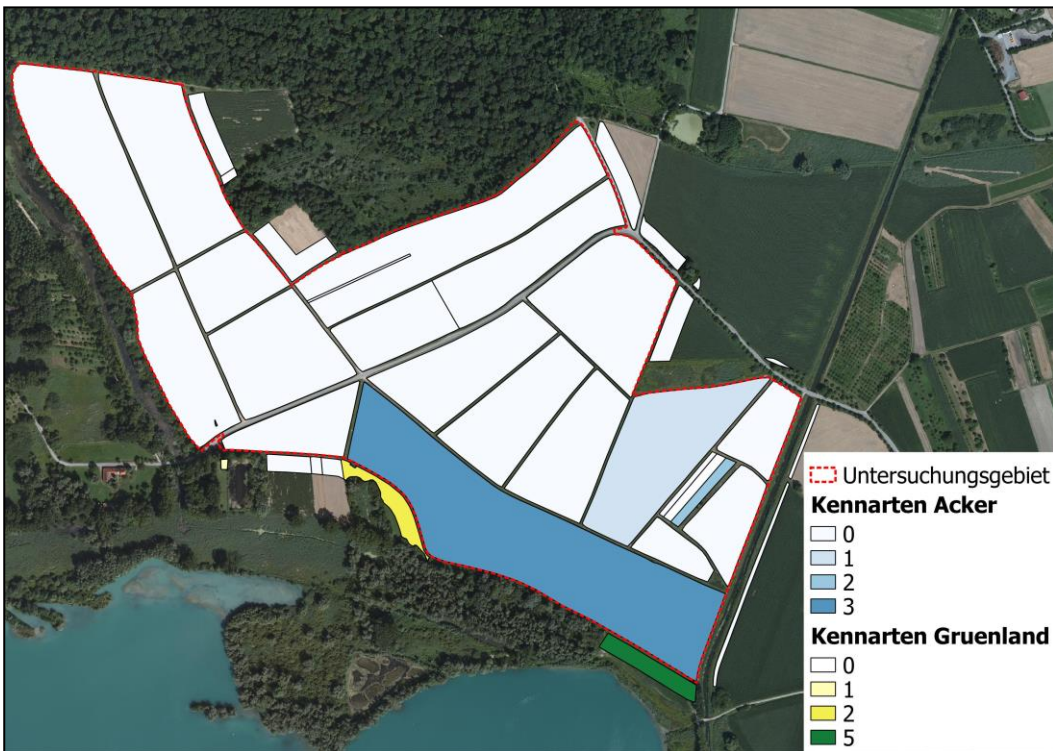 Untersuchungsgebiet
Kennarten Acker
0
1
2
3
Kennarten Gruenland
0
1
2
5